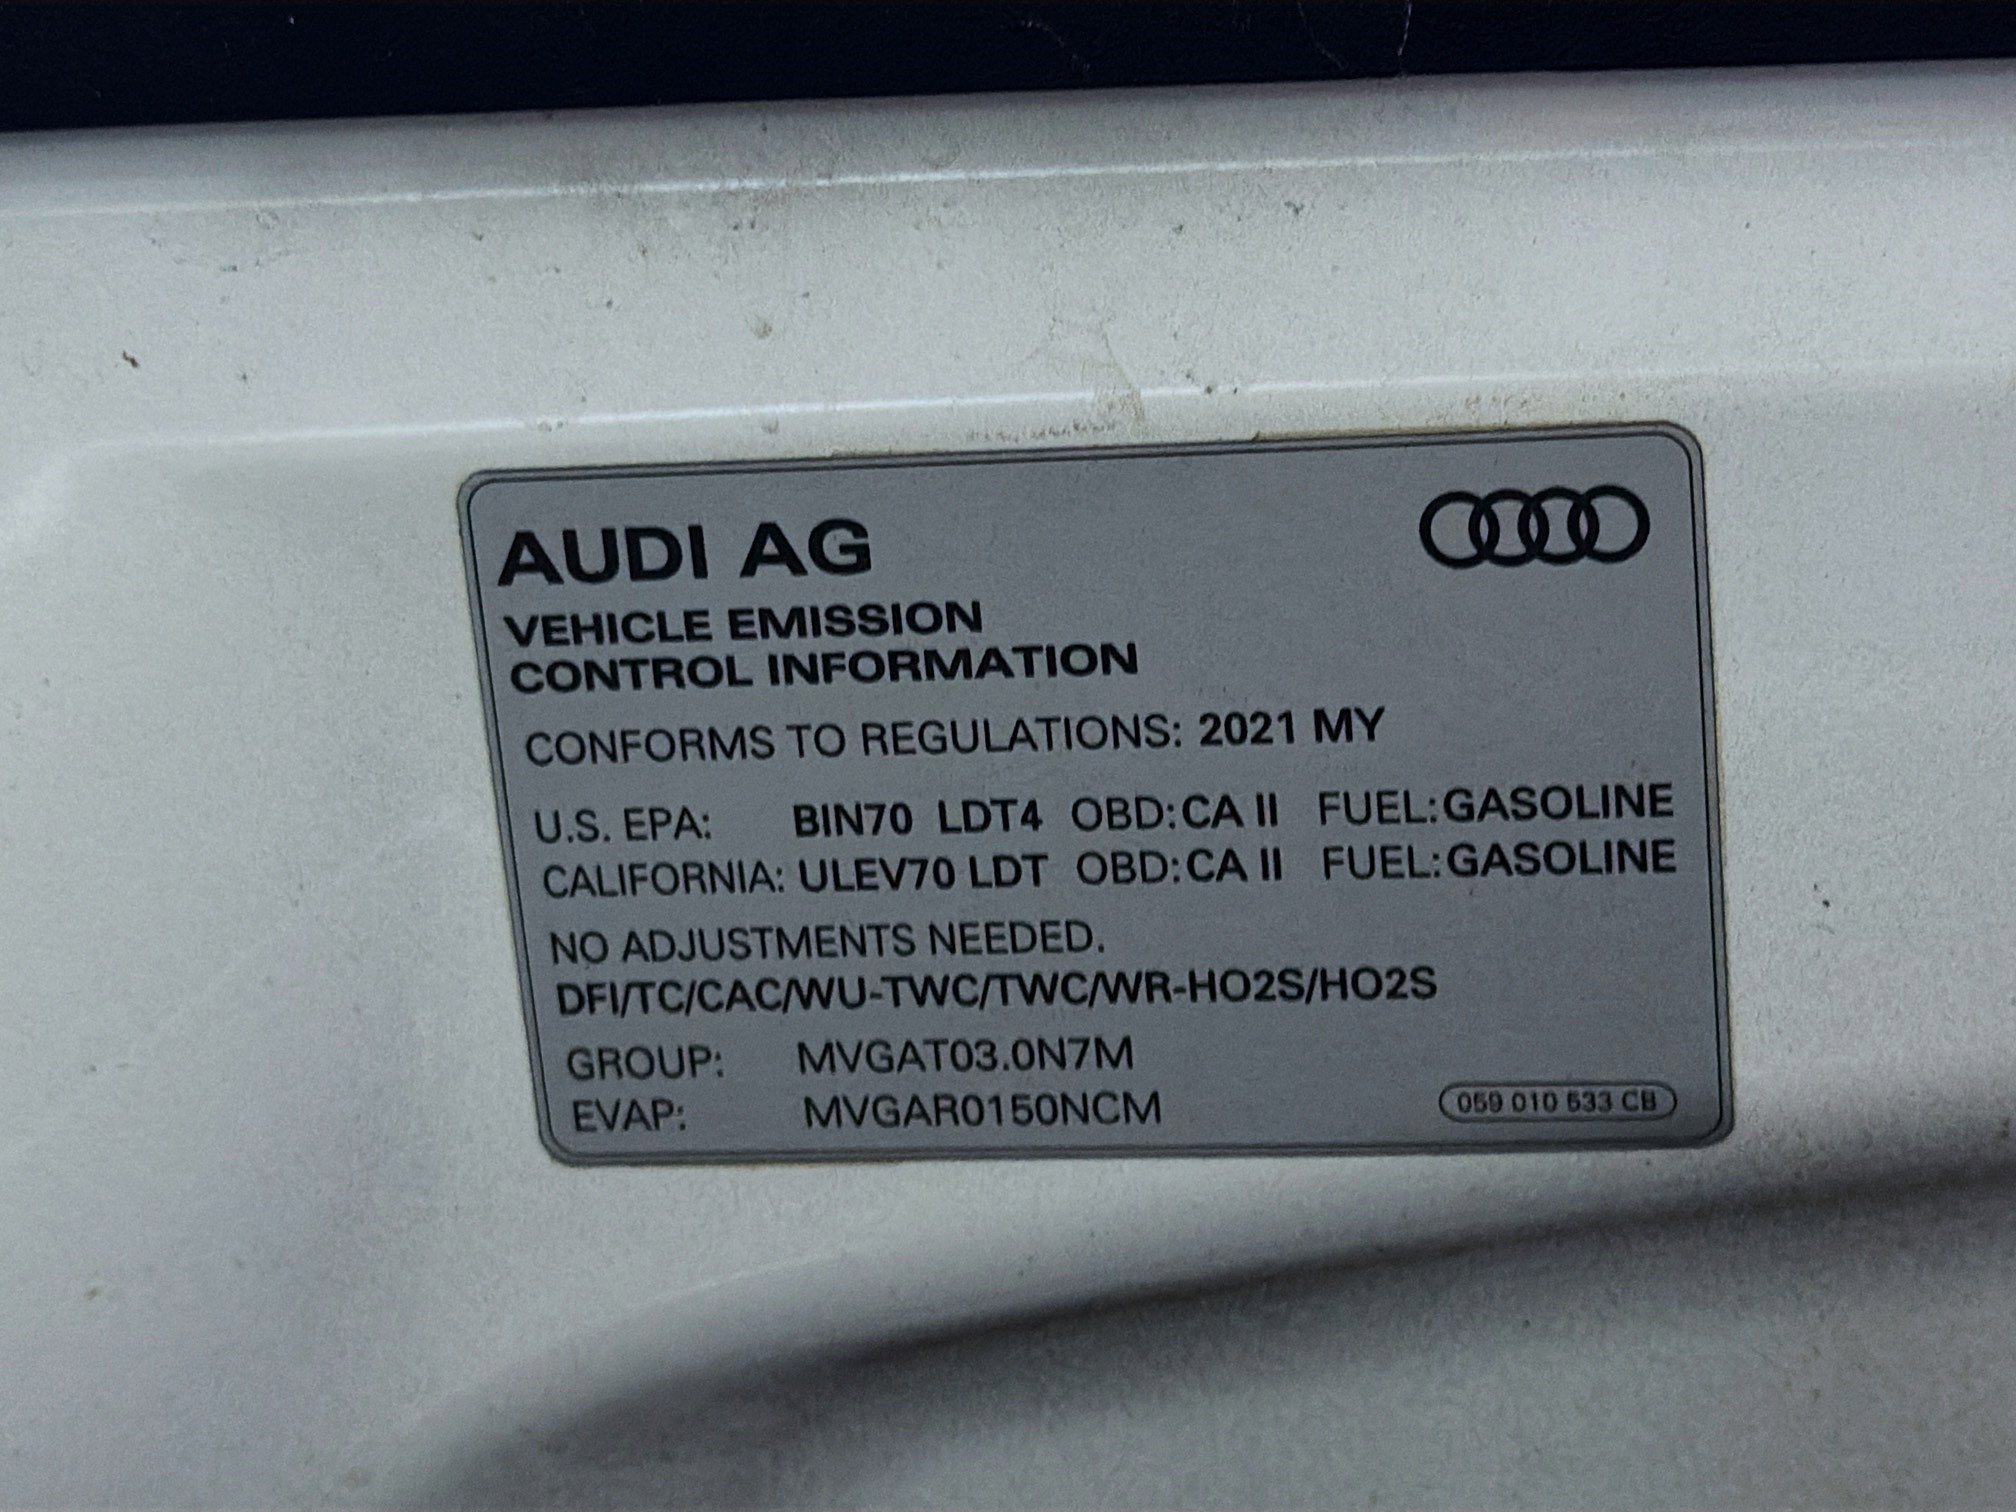 AUDI AG
VEHICLE EMISSION
CONTROL INFORMATION
CONFORMS TO REGULATIONS: 2021 MY
U.S. EPA: BIN70 LDT4 OBD:CA II FUEL:GASOLINE
CALIFORNIA: ULEV70 LDT OBD:CA II FUEL:GASOLINE
NO ADJUSTMENTS NEEDED.
DFI/TC/CAC/WU-TWC/TWC/WR-HO2S/HO2S
GROUP: MVGAT03.0N7M
EVAP: MVGAR0150NCM
059 010 533 CB